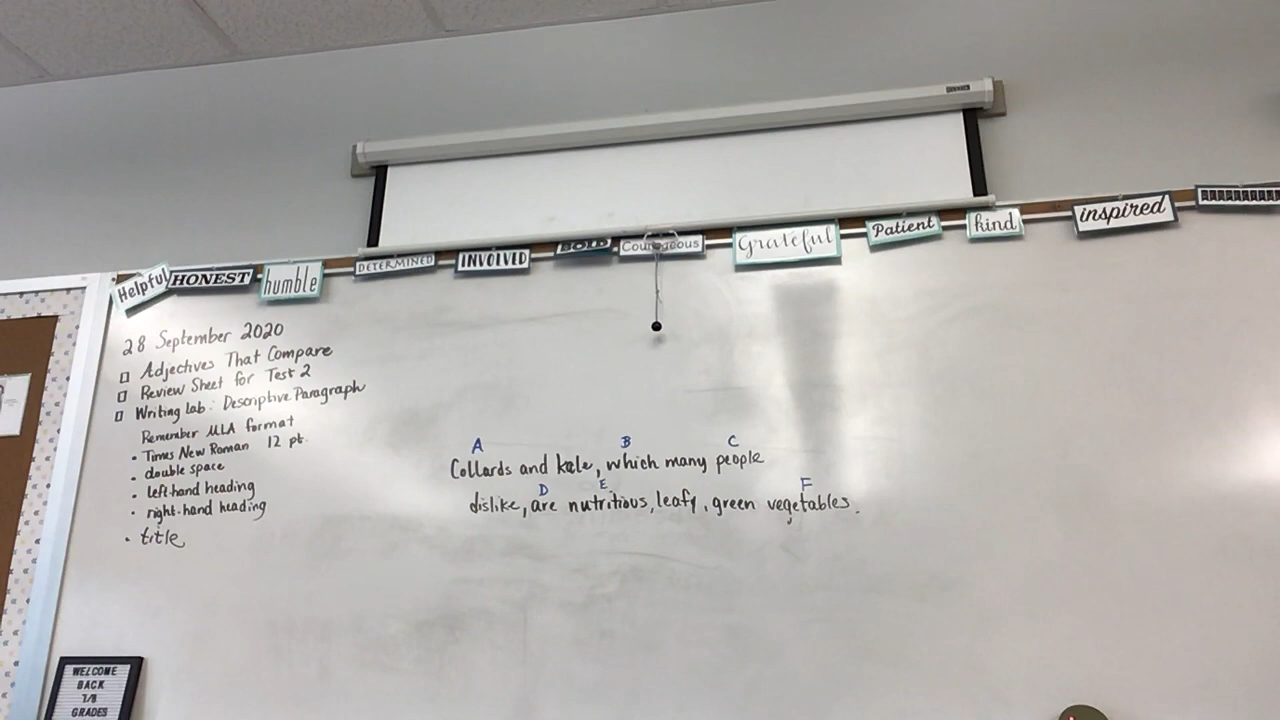 Helpful
HONEST
humble
DETERMINED
INVOLVED
BOLD
Courageous
Grateful
Patient
kind
inspired
28 September 2020
Adjectives That Compare
Review Sheet for Test 2
Writing lab: Descriptive Paragraph
Remember MLA format
• Times New Roman 12 pt.
• double space
• left-hand heading
• right-hand heading
• title
A B C
Collards and kale, which many people
D E F
dislike, are nutritious, leafy, green vegetables.
WELCOME
BACK
7/8
GRADES